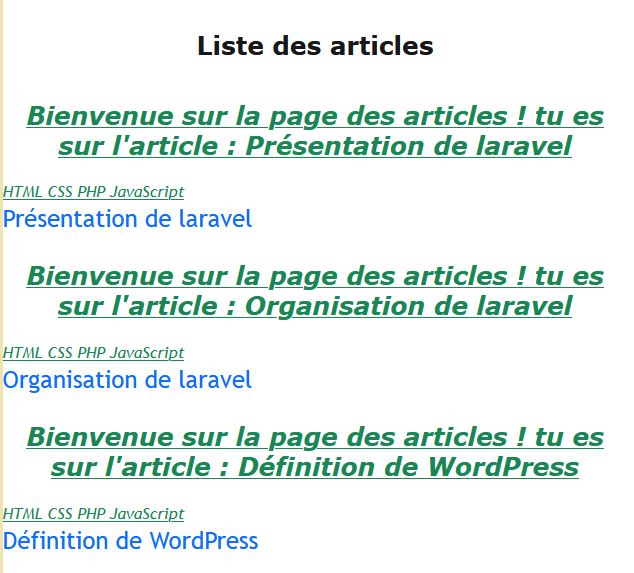 Liste des articles
Bienvenue sur la page des articles ! tu es
sur l'article : Présentation de laravel
HTML CSS PHP JavaScript
Présentation de laravel
Bienvenue sur la page des articles ! tu es
sur l'article : Organisation de laravel
HTML CSS PHP JavaScript
Organisation de laravel
Bienvenue sur la page des articles ! tu es
sur l'article : Définition de WordPress
HTML CSS PHP JavaScript
Définition de WordPress